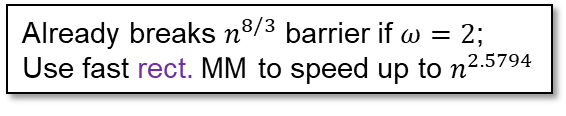 Already breaks n^{8/3} barrier if ω = 2;
Use fast rect. MM to speed up to n^{2.5794}